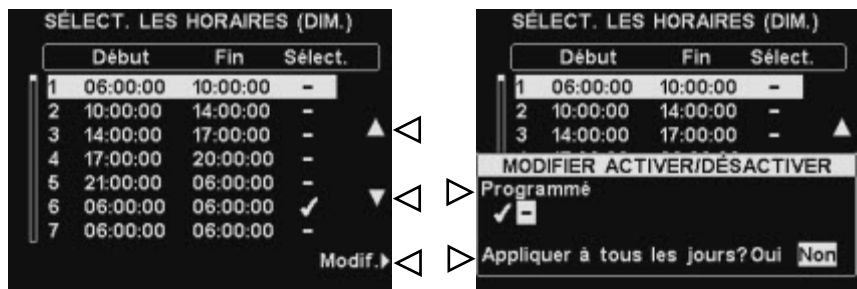 SÉLECT. LES HORAIRES (DIM.)
Début Fin Sélect.
1 06:00:00 10:00:00 -
2 10:00:00 14:00:00 -
3 14:00:00 17:00:00 -
4 17:00:00 20:00:00 -
5 21:00:00 06:00:00 -
6 06:00:00 06:00:00 ✓
7 06:00:00 06:00:00 -
Modif.
SÉLECT. LES HORAIRES (DIM.)
Début Fin Sélect.
1 06:00:00 10:00:00 -
2 10:00:00 14:00:00 -
3 14:00:00 17:00:00 -
MODIFIER ACTIVER/DÉSACTIVER
Programmé
✓ -
Appliquer à tous les jours? Oui Non